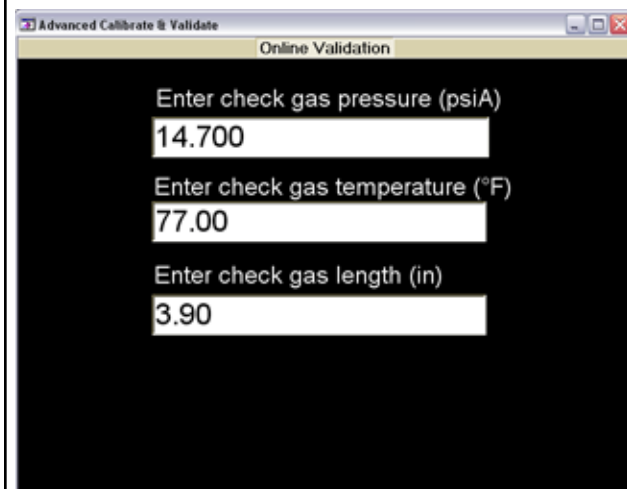 Advanced Calibrate & Validate
Online Validation
Enter check gas pressure (psiA)
14.700
Enter check gas temperature (°F)
77.00
Enter check gas length (in)
3.90